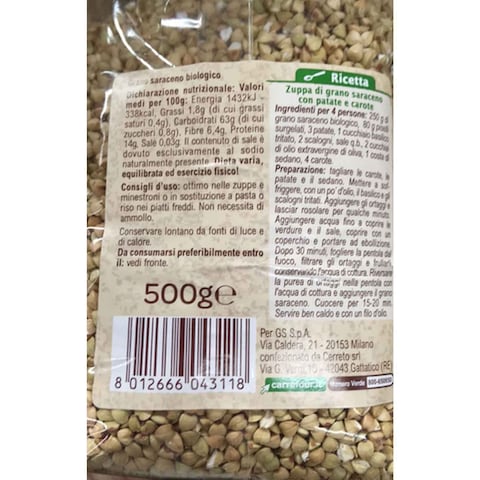 Grano saraceno biologico
Dichiarazione nutrizionale: Valori
medi per 100g: Energia 1432kJ -
338kcal, Grassi 1,8g (di cui grassi
saturi 0,4g), Carboidrati 63g (di cui
zuccheri 0,8g), Fibre 6,4g, Proteine
14g, Sale 0,03g. Il contenuto di sale è
dovuto esclusivamente al sodio
naturalmente presente. Dieta varia,
equilibrata ed esercizio fisico!
Consigli d'uso: ottimo nelle zuppe e
minestroni o in sostituzione a pasta o
riso nei piatti freddi. Non necessita di
ammollo.
Conservare lontano da fonti di luce e
di calore.
Da consumarsi preferibilmente entro
il: vedi fronte.
500g℮
8 012666 043118
Ricetta
Zuppa di grano saraceno
con patate e carote
Ingredienti per 4 persone: 250 g di
grano saraceno biologico, 80 g piselli
surgelati, 3 patate, 1 cucchiaio basilico
tritato, 2 scalogni, sale q.b., 2 cucchiai
di olio extravergine di oliva, 1 costa di
sedano, 4 carote.
Preparazione: tagliare le carote, le
patate e il sedano. Mettere a sof-
friggere, con un po' d'olio, il basilico e gli
scalogni tritati. Aggiungere gli ortaggi e
lasciar rosolare per qualche minuto.
Aggiungere acqua fino a coprire le
verdure e il sale, coprire con un
coperchio e portare ad ebollizione.
Dopo 30 minuti, togliere la pentola dal
fuoco, filtrare gli ortaggi e frullarli,
conservando l'acqua di cottura. Riversare
la purea di ortaggi nella pentola con
l'acqua di cottura e aggiungere il grano
saraceno. Cuocere per 15-20 min.
Servire ben caldo e con un filo d'olio.
Per GS S.p.A.
Via Caldera, 21 - 20153 Milano
confezionato da Cerreto srl
Via G. Verdi, - 42043 Gattatico (RE)
carrefour.it
Numero Verde